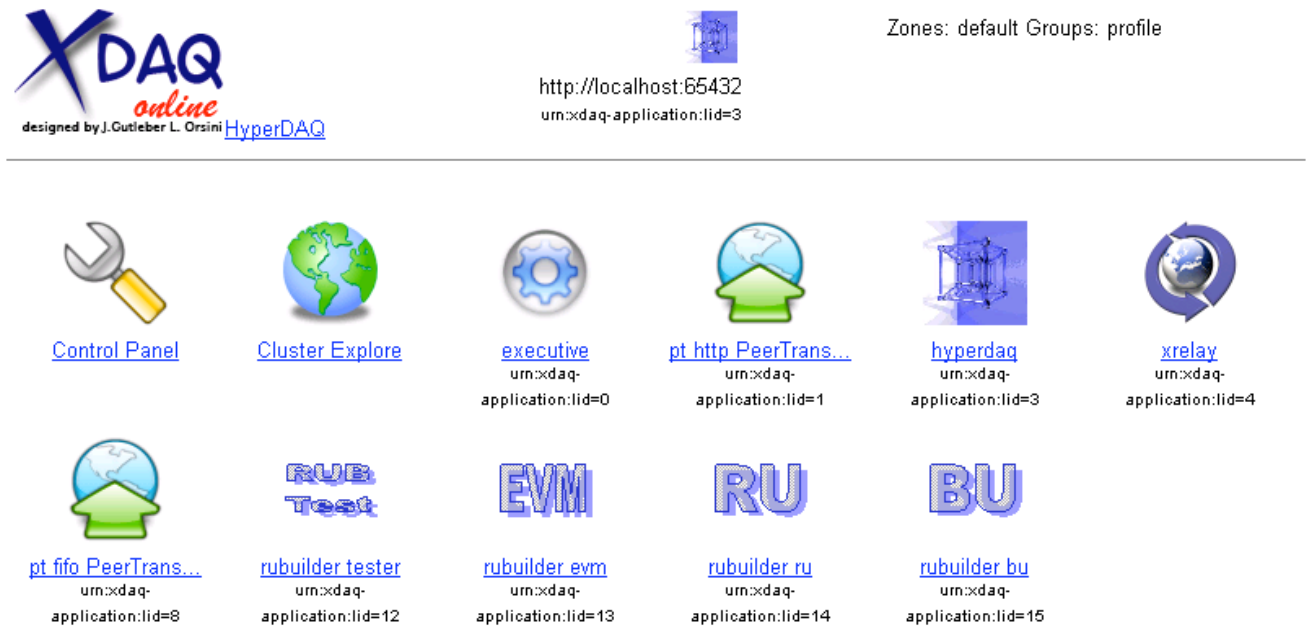 XDAQ
online
designed by J.Gutleber L. Orsini HyperDAQ
http://localhost:65432
urn:xdaq-application:lid=3
Zones: default Groups: profile
Control Panel
Cluster Explore
executive
urn:xdaq-
application:lid=0
pt http PeerTrans...
urn:xdaq-
application:lid=1
hyperdaq
urn:xdaq-
application:lid=3
xrelay
urn:xdaq-
application:lid=4
pt fifo PeerTrans...
urn:xdaq-
application:lid=8
RUB
Test
rubuilder tester
urn:xdaq-
application:lid=12
EVM
rubuilder evm
urn:xdaq-
application:lid=13
RU
rubuilder ru
urn:xdaq-
application:lid=14
BU
rubuilder bu
urn:xdaq-
application:lid=15